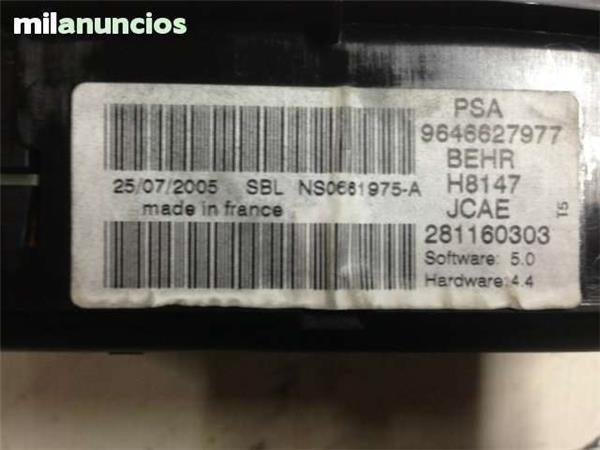 milanuncios
PSA
9646627977
BEHR
H8147
JCAE
281160303
Software: 5.0
Hardware:4.4
T5
25/07/2005 SBL NS0661975-A
made in france